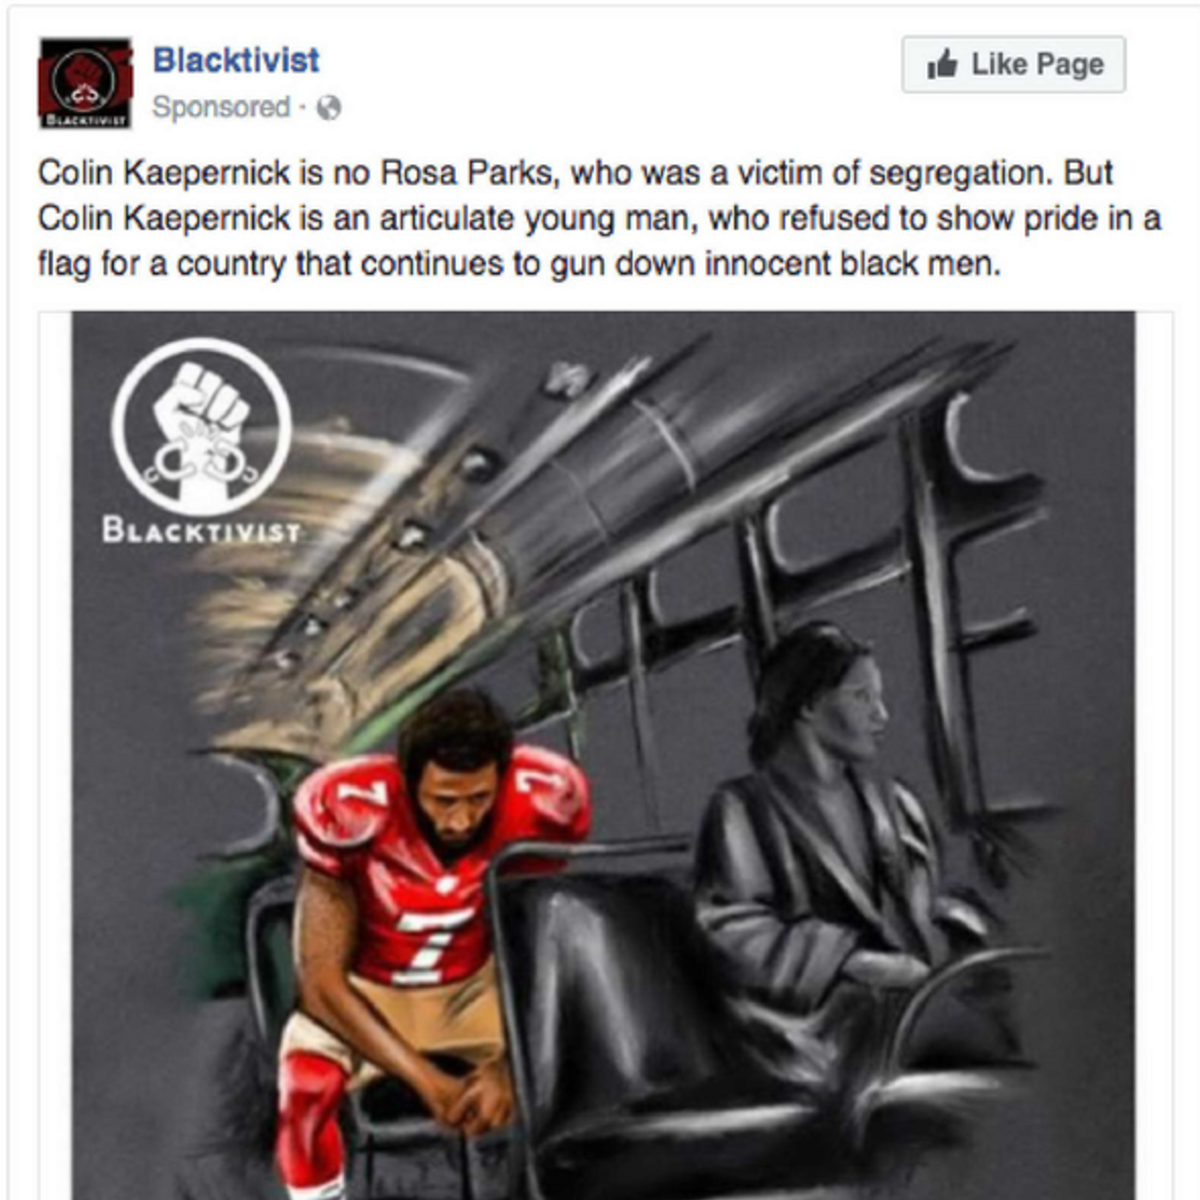 Blacktivist
Like Page
Sponsored ·
BLACKTIVIST
Colin Kaepernick is no Rosa Parks, who was a victim of segregation. But
Colin Kaepernick is an articulate young man, who refused to show pride in a
flag for a country that continues to gun down innocent black men.
BLACKTIVIST
7
7
7